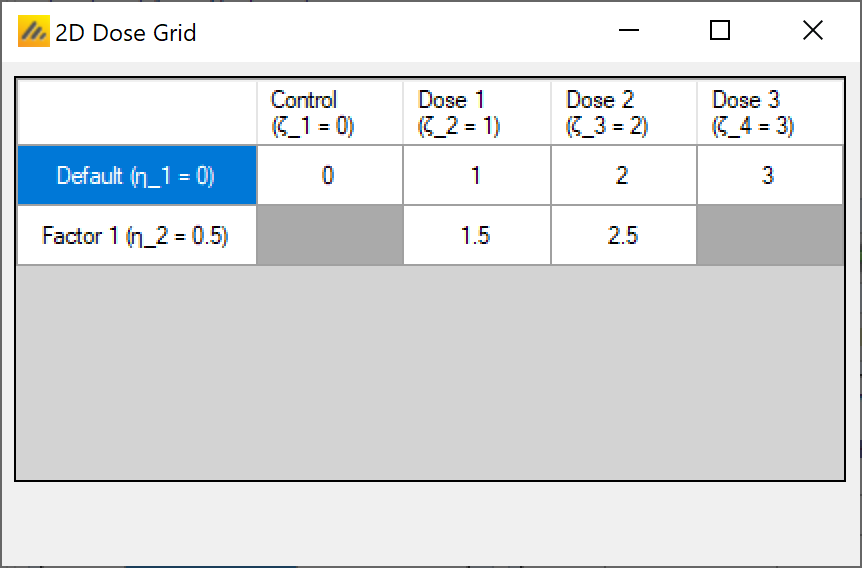 2D Dose Grid
Control Dose 1 Dose 2 Dose 3
(ζ_1 = 0) (ζ_2 = 1) (ζ_3 = 2) (ζ_4 = 3)
Default (η_1 = 0) 0 1 2 3
Factor 1 (η_2 = 0.5) 1.5 2.5